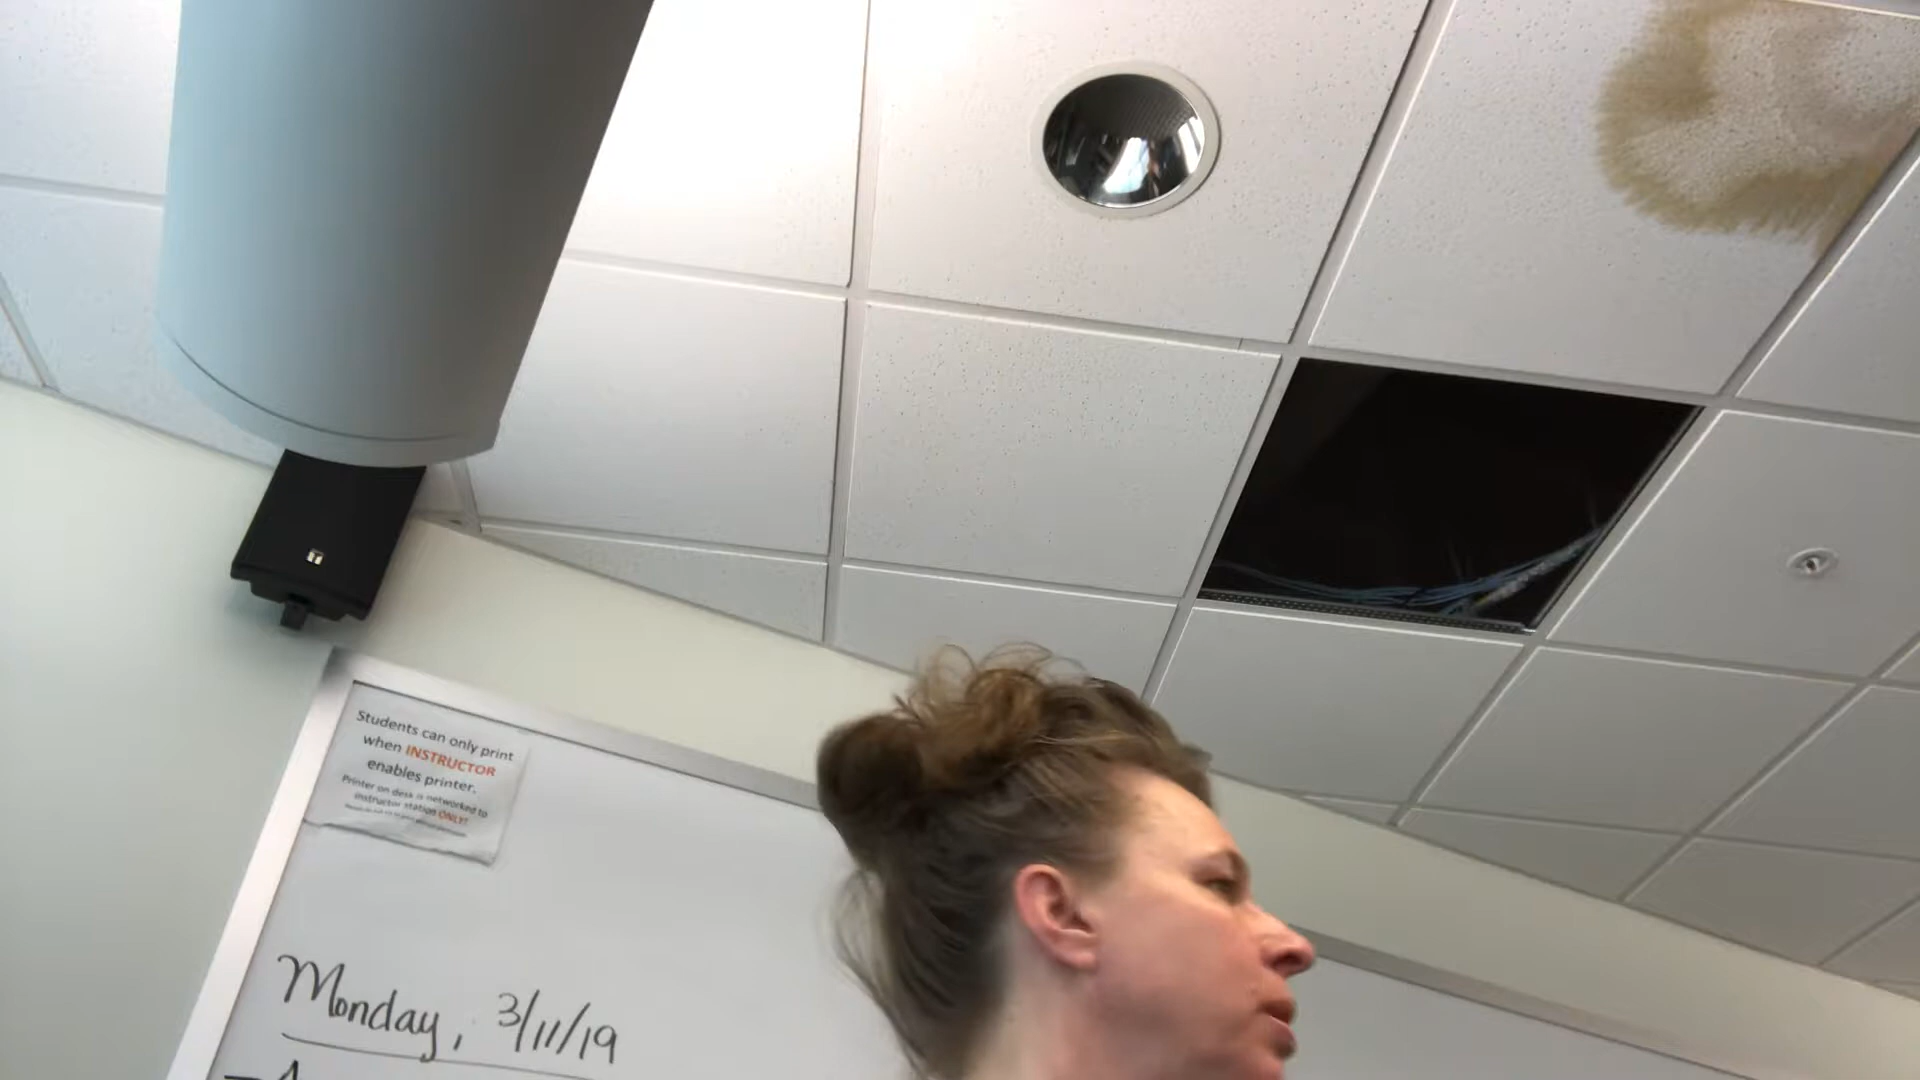 Students can only print
when INSTRUCTOR
enables printer.
Printer on desk is networked to
instructor station ONLY!
Monday, 3/11/19